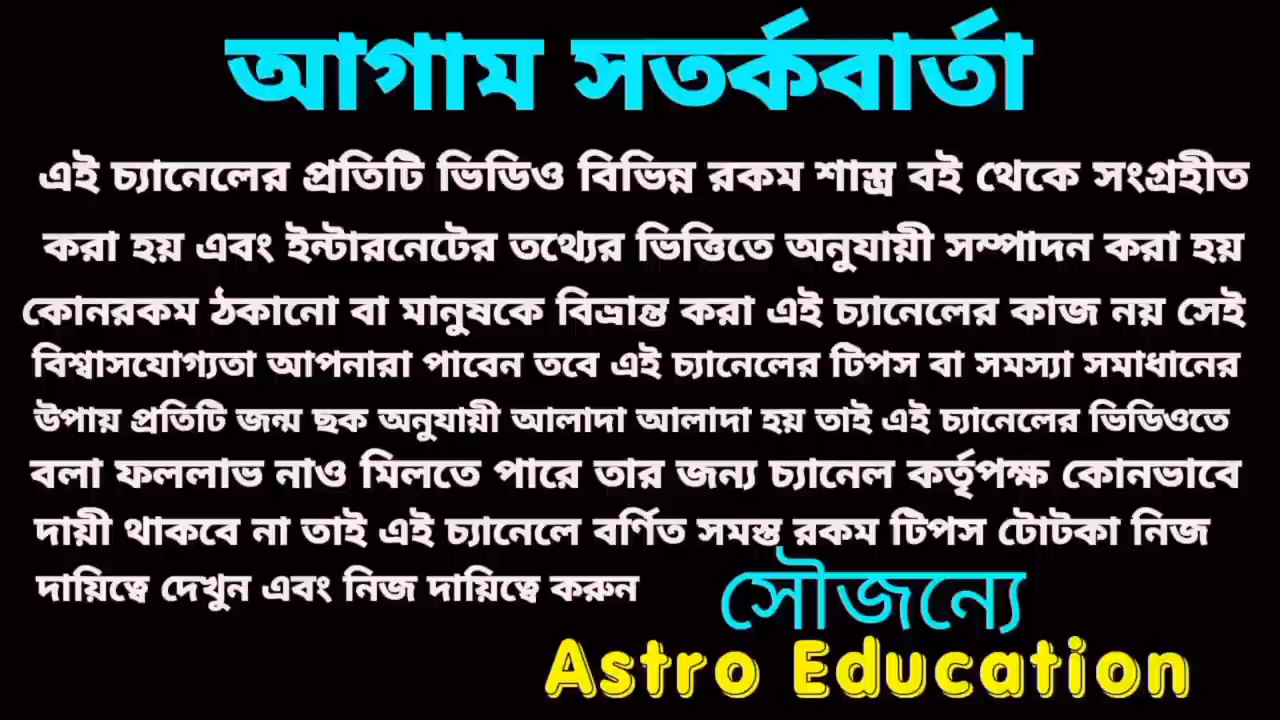 আগাম সতর্কবার্তা
এই চ্যানেলের প্রতিটি ভিডিও বিভিন্ন রকম শাস্ত্র বই থেকে সংগ্রহীত
করা হয় এবং ইন্টারনেটের তথ্যের ভিত্তিতে অনুযায়ী সম্পাদন করা হয়
কোনরকম ঠকানো বা মানুষকে বিভ্রান্ত করা এই চ্যানেলের কাজ নয় সেই
বিশ্বাসযোগ্যতা আপনারা পাবেন তবে এই চ্যানেলের টিপস বা সমস্যা সমাধানের
উপায় প্রতিটি জন্ম ছক অনুযায়ী আলাদা আলাদা হয় তাই এই চ্যানেলের ভিডিওতে
বলা ফললাভ নাও মিলতে পারে তার জন্য চ্যানেল কর্তৃপক্ষ কোনভাবে
দায়ী থাকবে না তাই এই চ্যানেলে বর্ণিত সমস্ত রকম টিপস টোটকা নিজ
দায়িত্বে দেখুন এবং নিজ দায়িত্বে করুন
সৌজন্যে
Astro Education